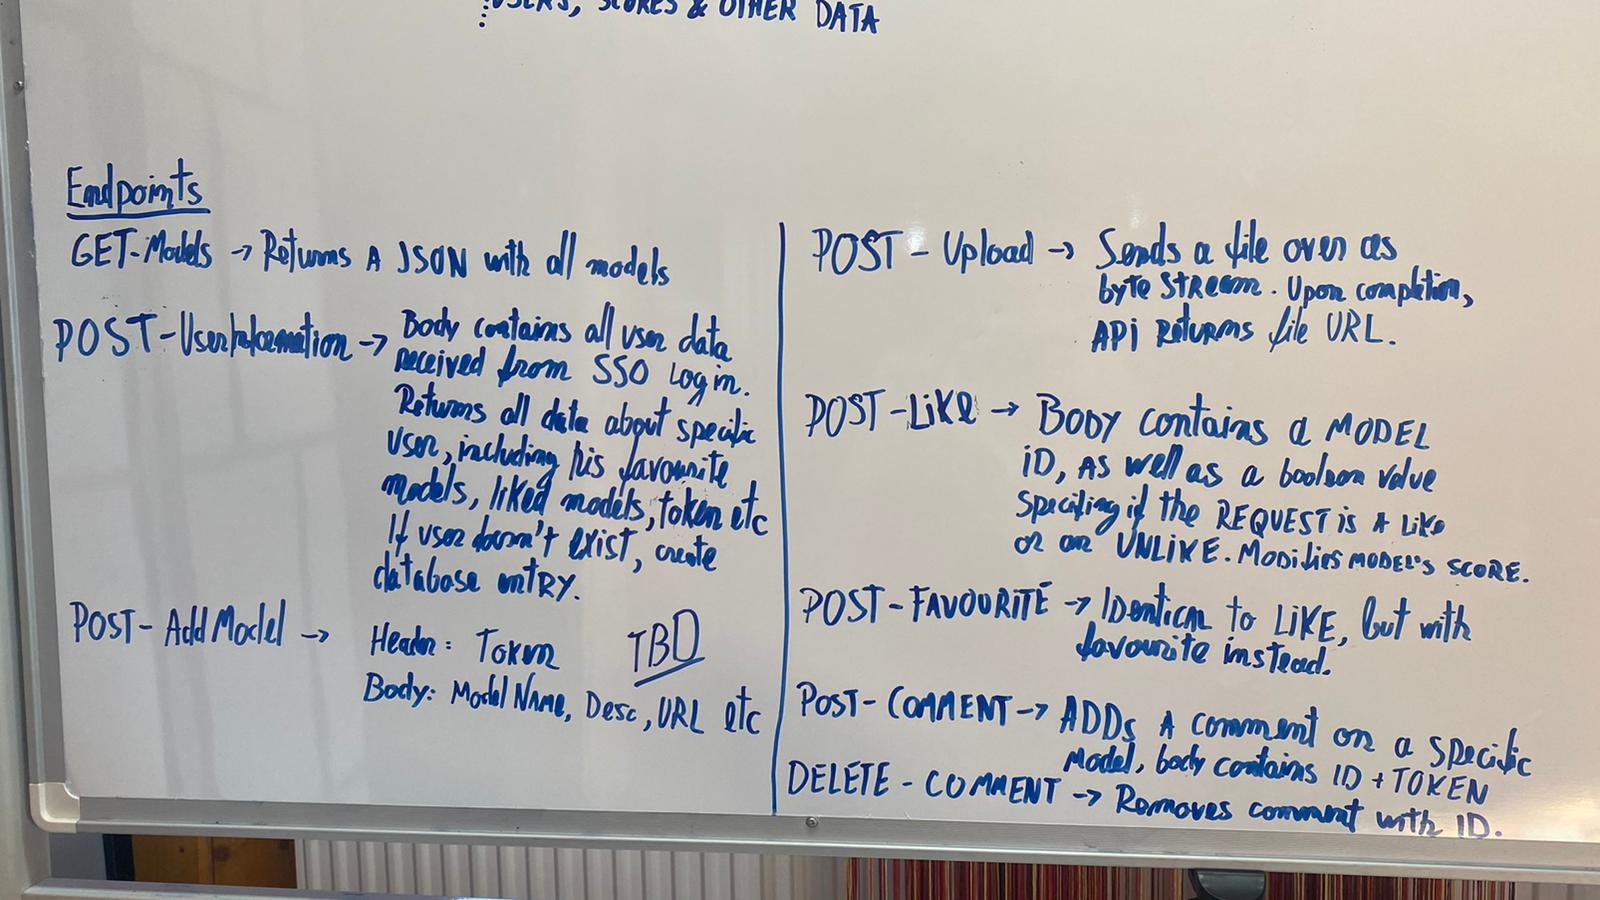 USERS, SCORES & OTHER DATA
Endpoints
GET-Models → Returns A JSON with all models
POST-UserInformation → Body contains all user data
received from SSO Login.
Returns all data about specific
user, including his favourite
models, liked models, token etc
If user doesn't exist, create
database entRY.
POST-AddModel → Header: Token
TBD
Body: Model Name, Desc, URL etc
POST-Upload → Sends a file over as
byte Stream. Upon completion,
API Returns file URL.
POST-LiKe → BODY contains a MODEL
iD, AS well as a boolean value
Specifing if the REQUEST is A LiKe
or an UNLIKE. Modifies MODEL's SCORE.
POST-FAVOURITE → IDentiCAL to LiKE, but with
favourite instead.
POST-COMMENT → ADDs A comment on a specific
Model, body contains ID + TOKEN
DELETE-COMMENT → Removes comment with ID.